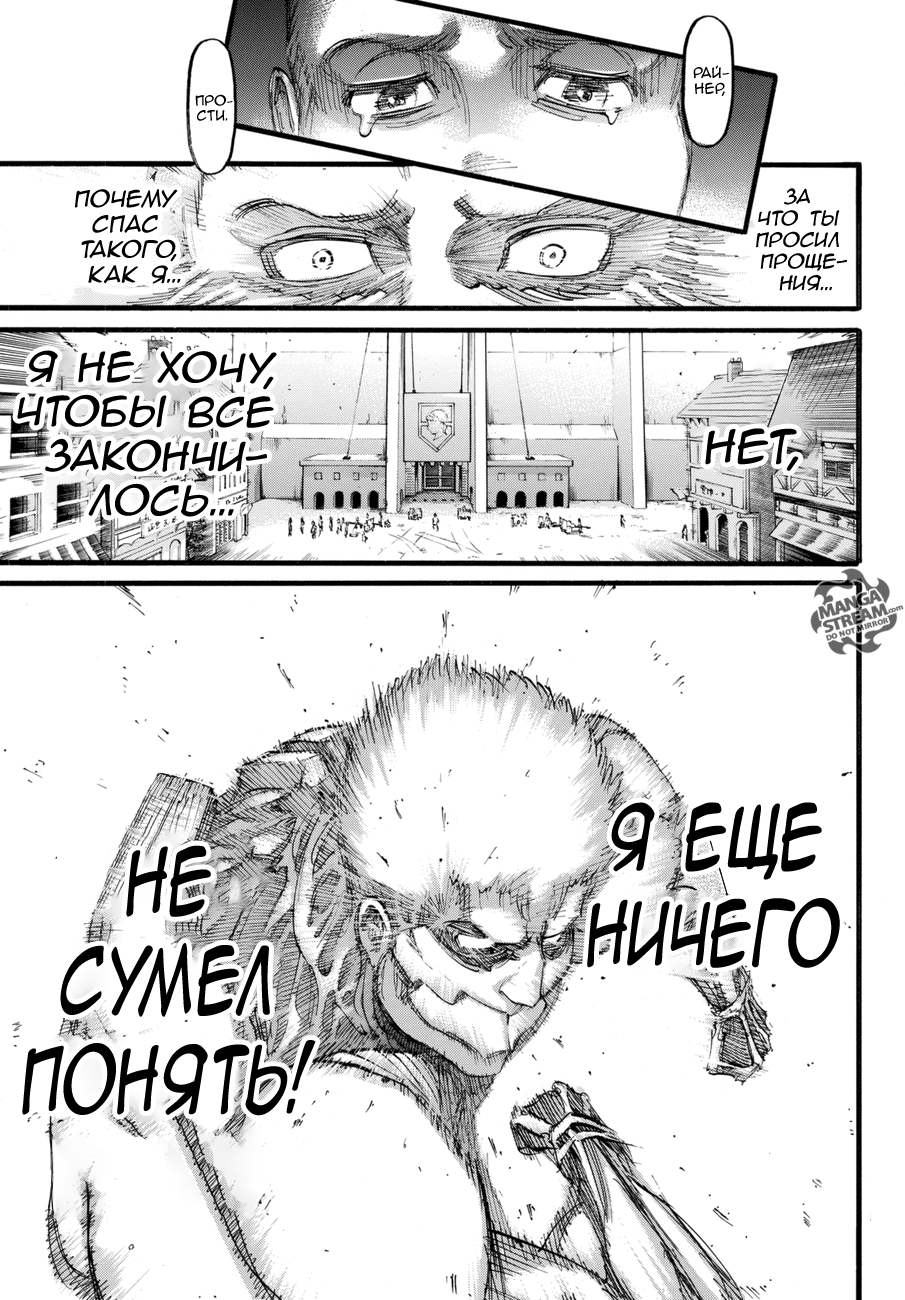 РАЙ-
НЕР,
ПРО-
СТИ.
ЗА
ЧТО ТЫ
ПРОСИЛ
ПРОЩЕ-
НИЯ...
ПОЧЕМУ
СПАС
ТАКОГО,
КАК Я...
НЕТ,
Я НЕ ХОЧУ,
ЧТОБЫ ВСЕ
ЗАКОНЧИ-
ЛОСЬ...
MANGA
STREAM.com
DO NOT MIRROR
Я ЕЩЕ
НИЧЕГО
НЕ
СУМЕЛ
ПОНЯТЬ!